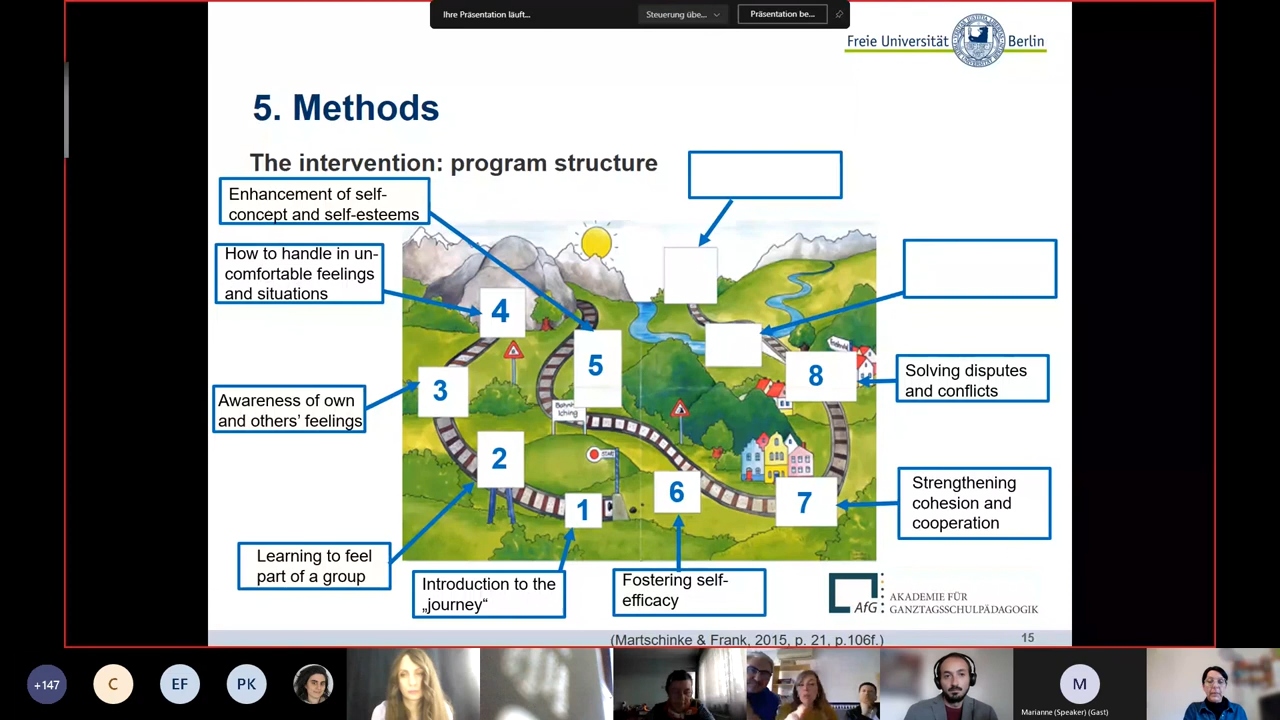 Ihre Präsentation läuft...
Steuerung übe...
Präsentation be...
Freie Universität Berlin
5. Methods
The intervention: program structure
Enhancement of self-
concept and self-esteems
How to handle in un-
comfortable feelings
and situations
4
5
8
Solving disputes
and conflicts
3
Awareness of own
and others' feelings
2
1
6
7
Strengthening
cohesion and
cooperation
Learning to feel
part of a group
Introduction to the
„journey“
Fostering self-
efficacy
AfG
AKADEMIE FÜR
GANZTAGSSCHULPÄDAGOGIK
(Martschinke & Frank, 2015, p. 21, p.106f.)
15
+147
C
EF
PK
M
Marianne (Speaker) (Gast)